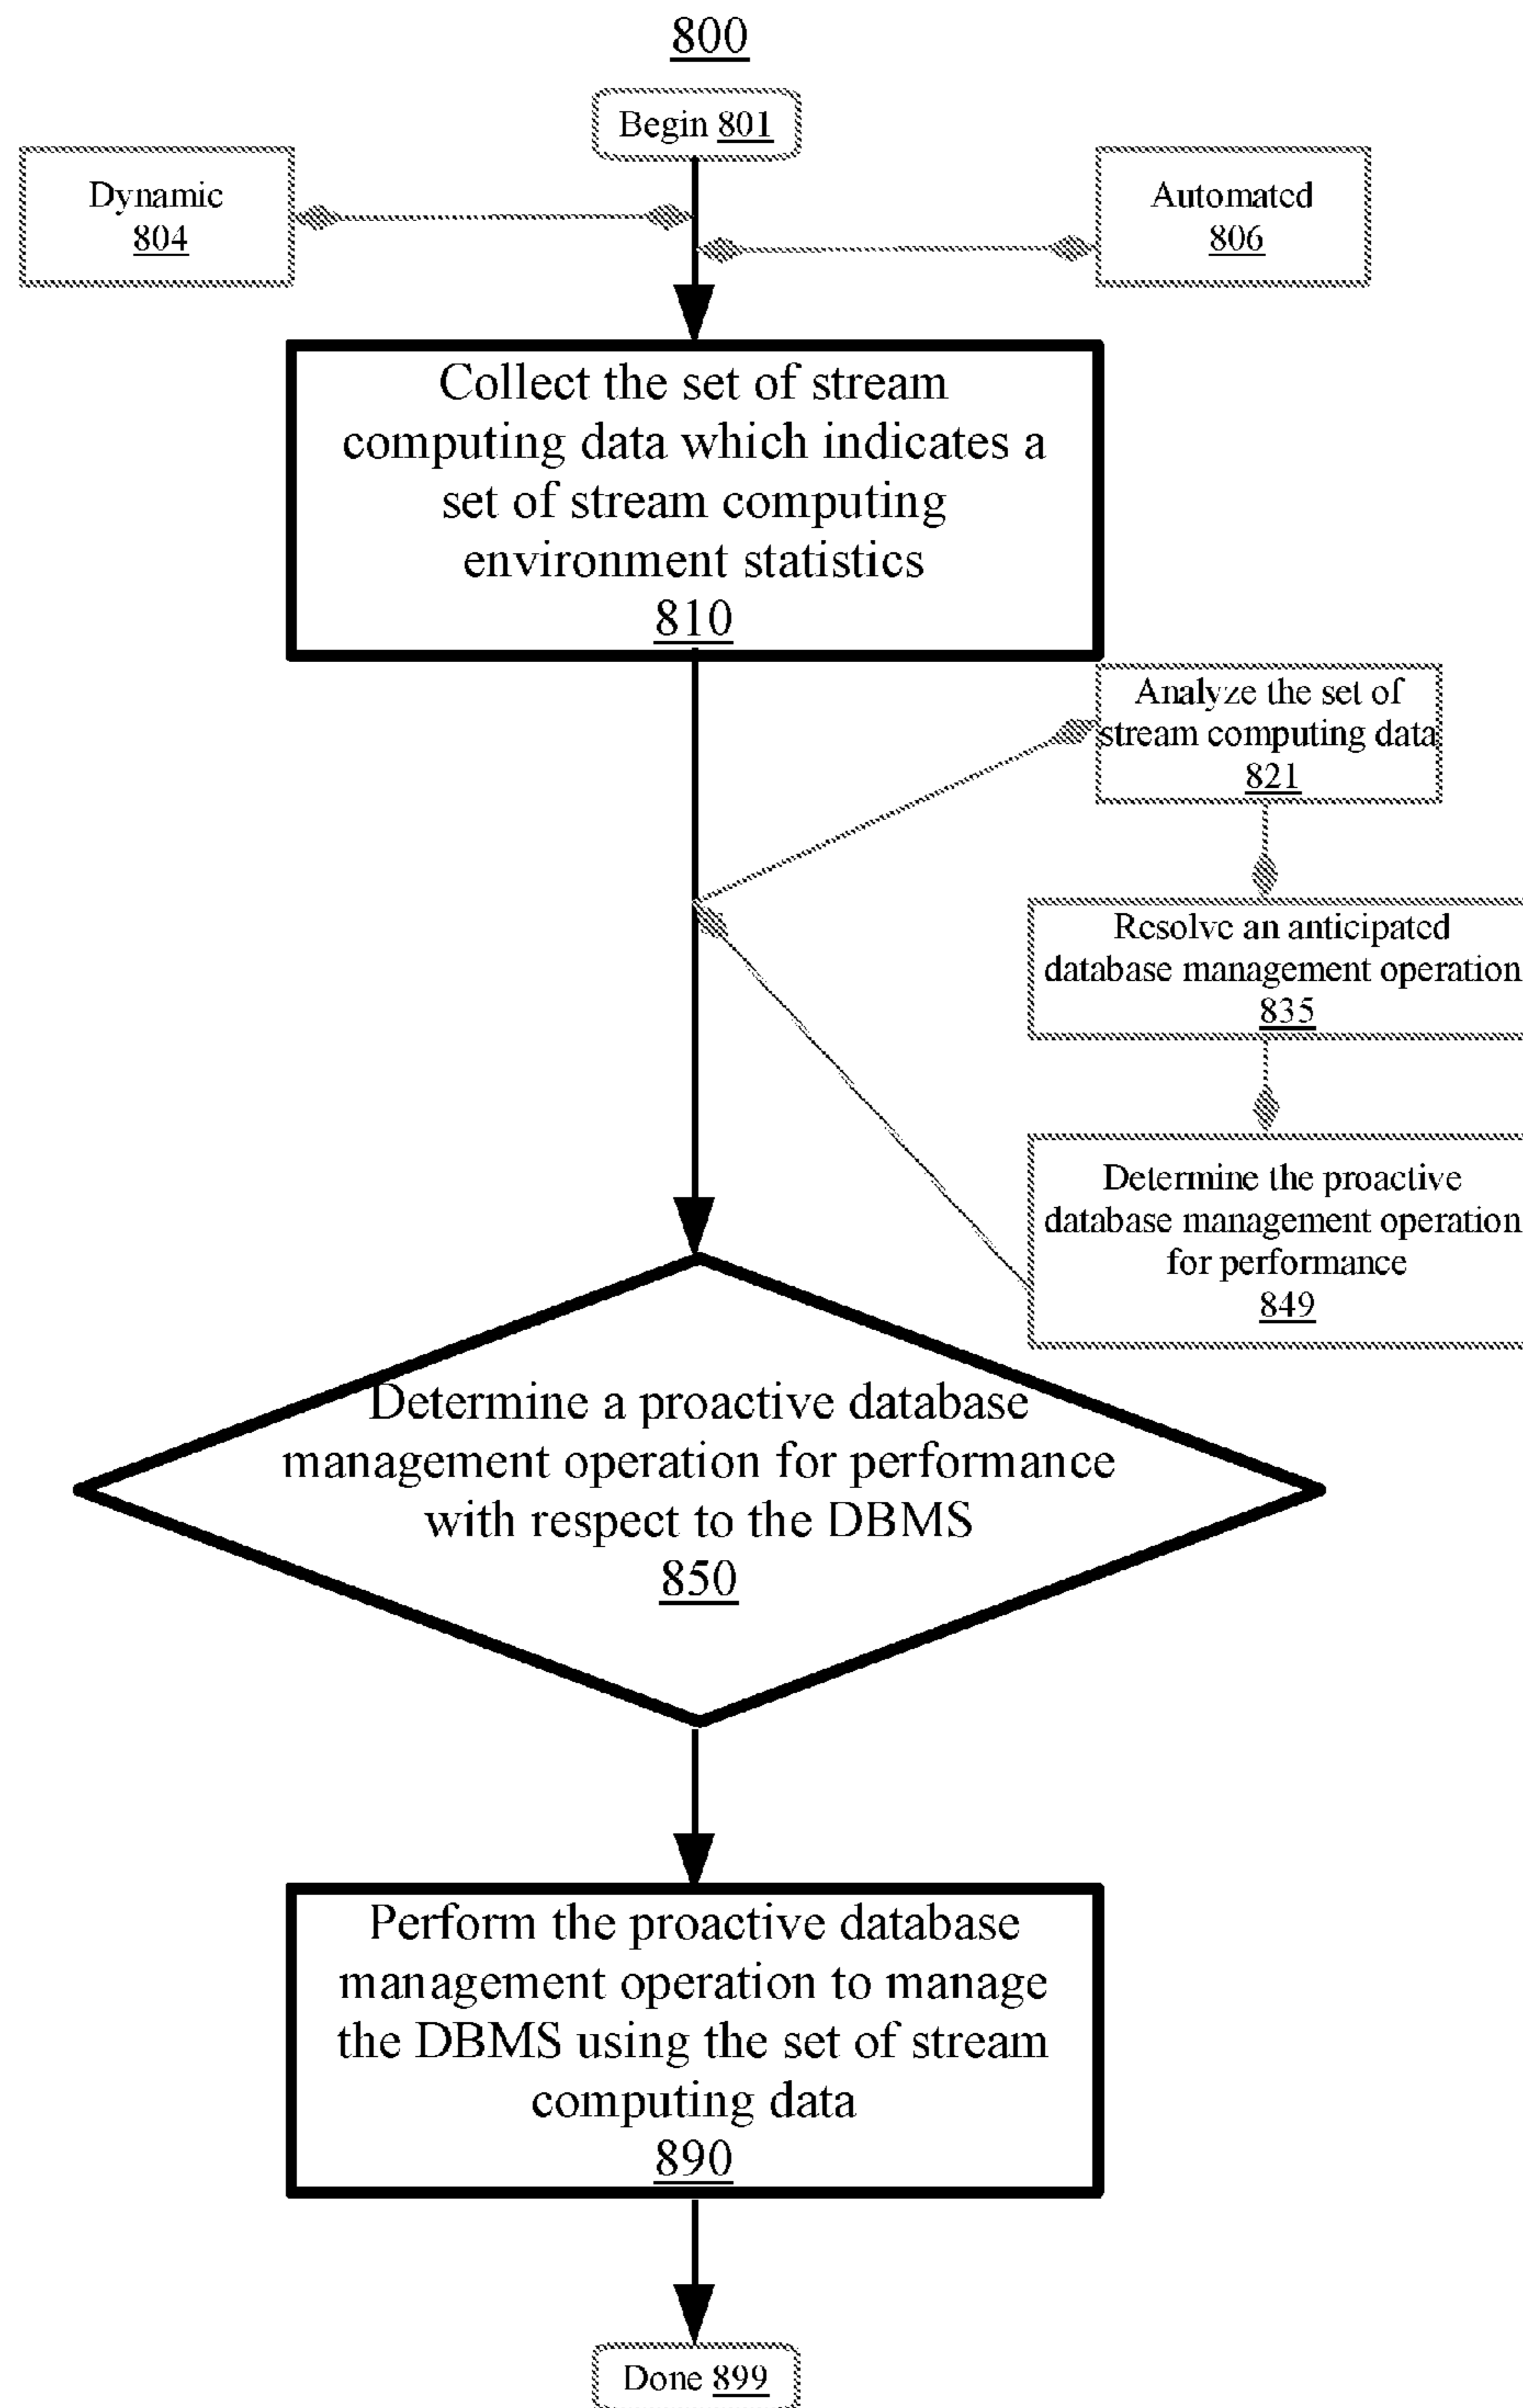 800
Begin 801
Dynamic
804
Automated
806
Collect the set of stream
computing data which indicates a
set of stream computing
environment statistics
810
Analyze the set of
stream computing data
821
Resolve an anticipated
database management operation
835
Determine the proactive
database management operation
for performance
849
Determine a proactive database
management operation for performance
with respect to the DBMS
850
Perform the proactive database
management operation to manage
the DBMS using the set of stream
computing data
890
Done 899